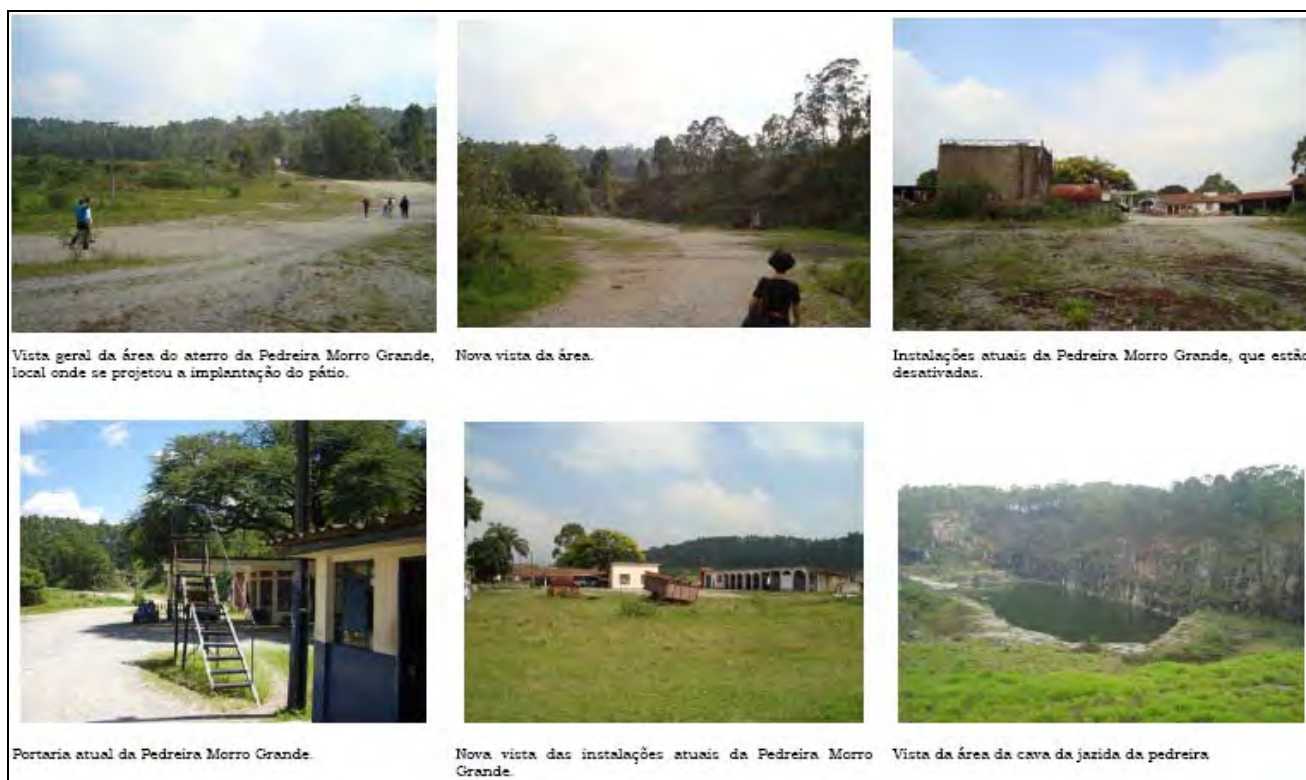 Vista geral da área do aterro da Pedreira Morro Grande,
local onde se projetou a implantação do pátio.
Nova vista da área.
Instalações atuais da Pedreira Morro Grande, que estão
desativadas.
Portaria atual da Pedreira Morro Grande.
Nova vista das instalações atuais da Pedreira Morro
Grande.
Vista da área da cava da jazida da pedreira